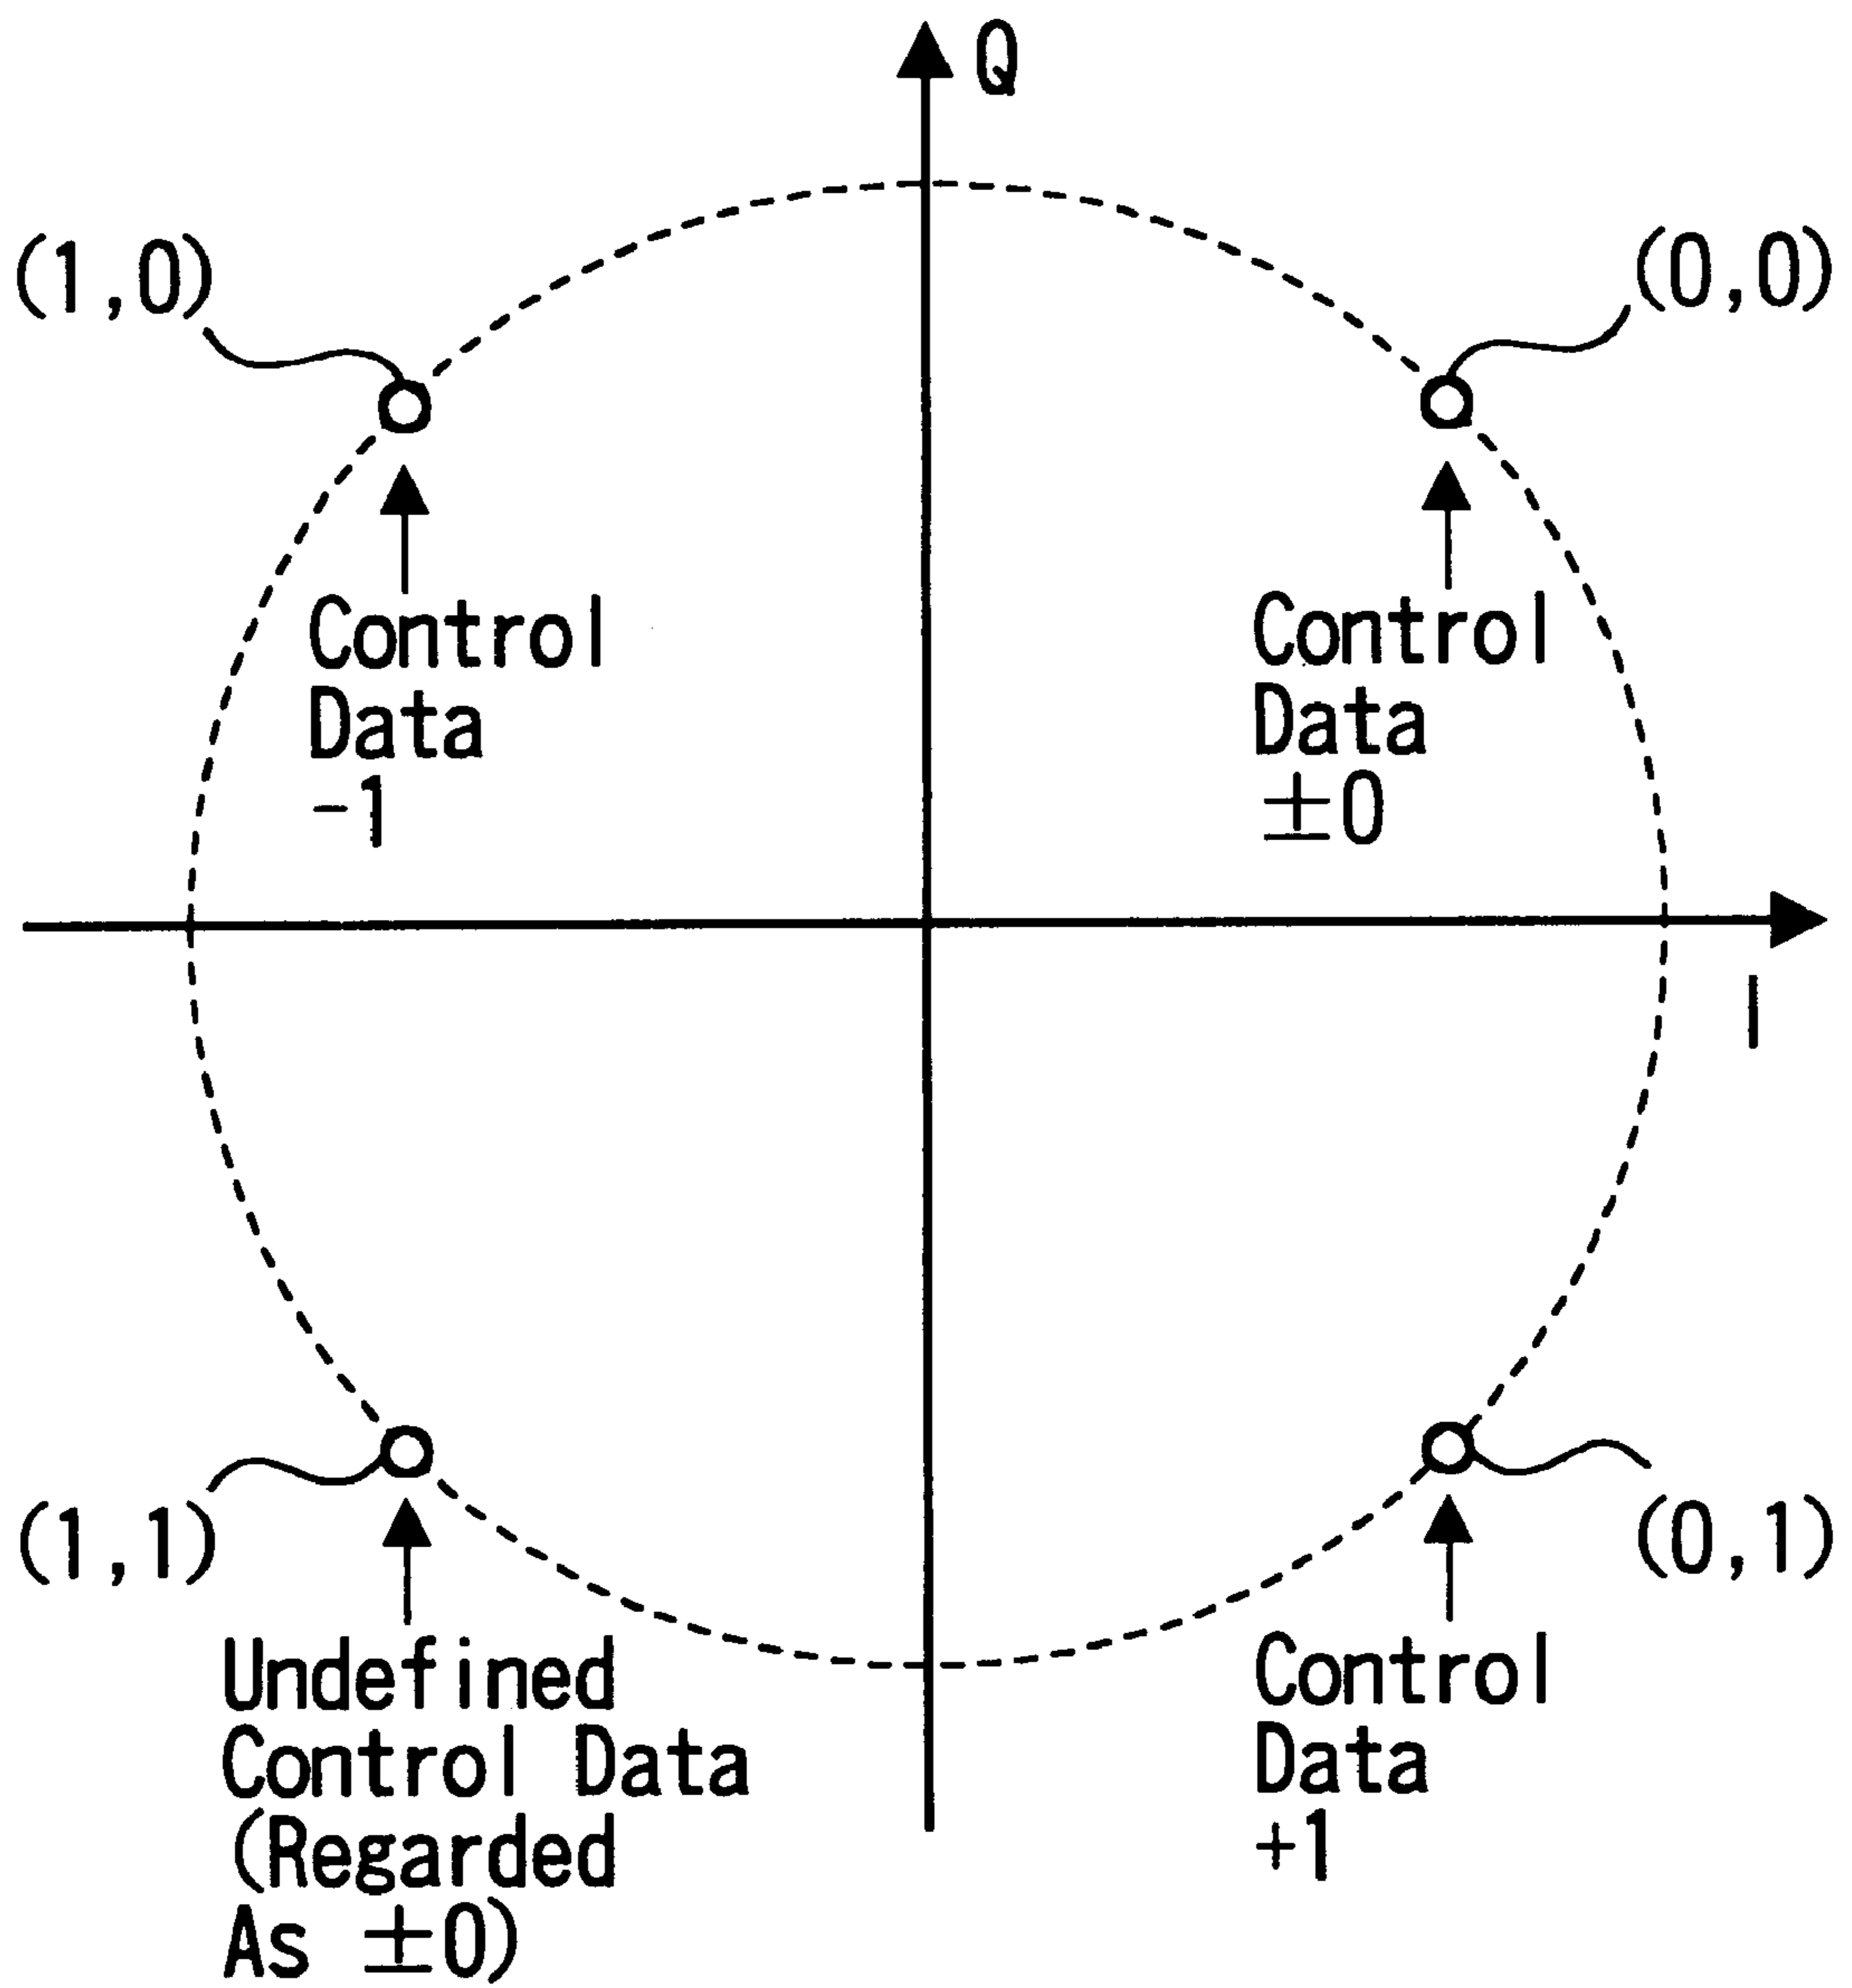 Q
(1,0)
(0,0)
Control
Data
-1
Control
Data
±0
I
(1,1)
(0,1)
Undefined
Control Data
(Regarded
As ±0)
Control
Data
+1